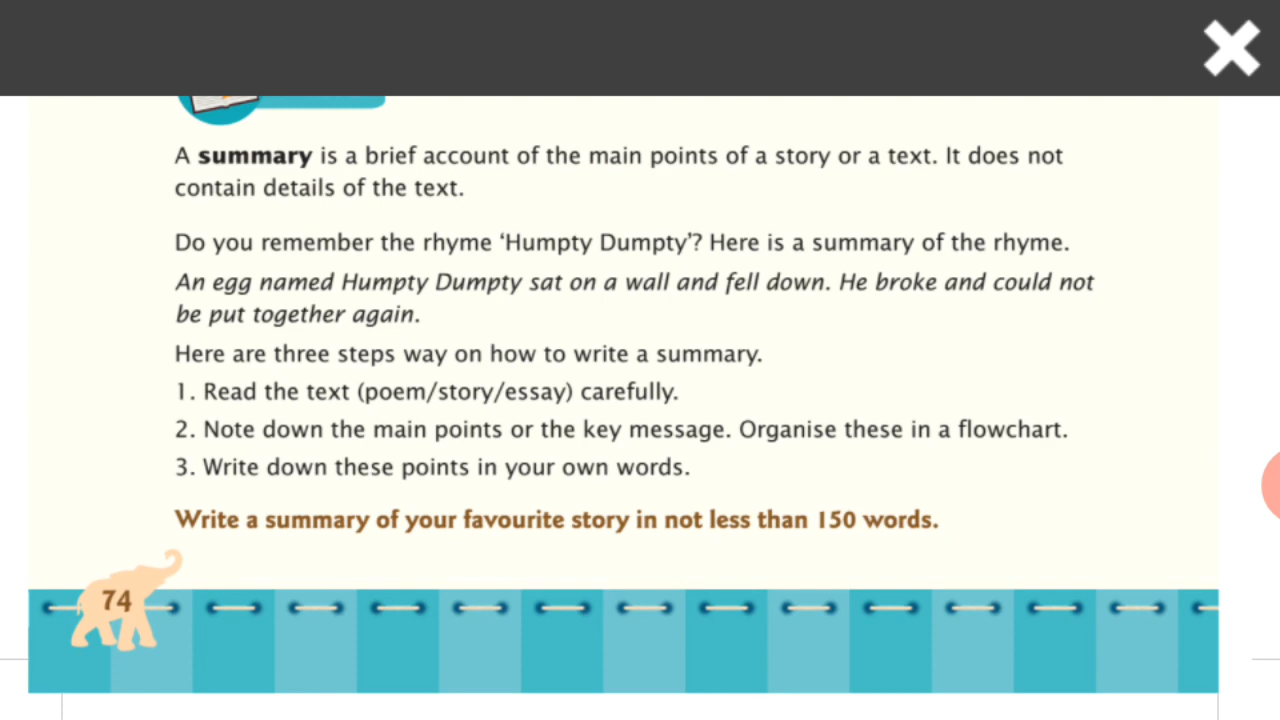 A summary is a brief account of the main points of a story or a text. It does not
contain details of the text.
Do you remember the rhyme ‘Humpty Dumpty’? Here is a summary of the rhyme.
An egg named Humpty Dumpty sat on a wall and fell down. He broke and could not
be put together again.
Here are three steps way on how to write a summary.
1. Read the text (poem/story/essay) carefully.
2. Note down the main points or the key message. Organise these in a flowchart.
3. Write down these points in your own words.
Write a summary of your favourite story in not less than 150 words.
74